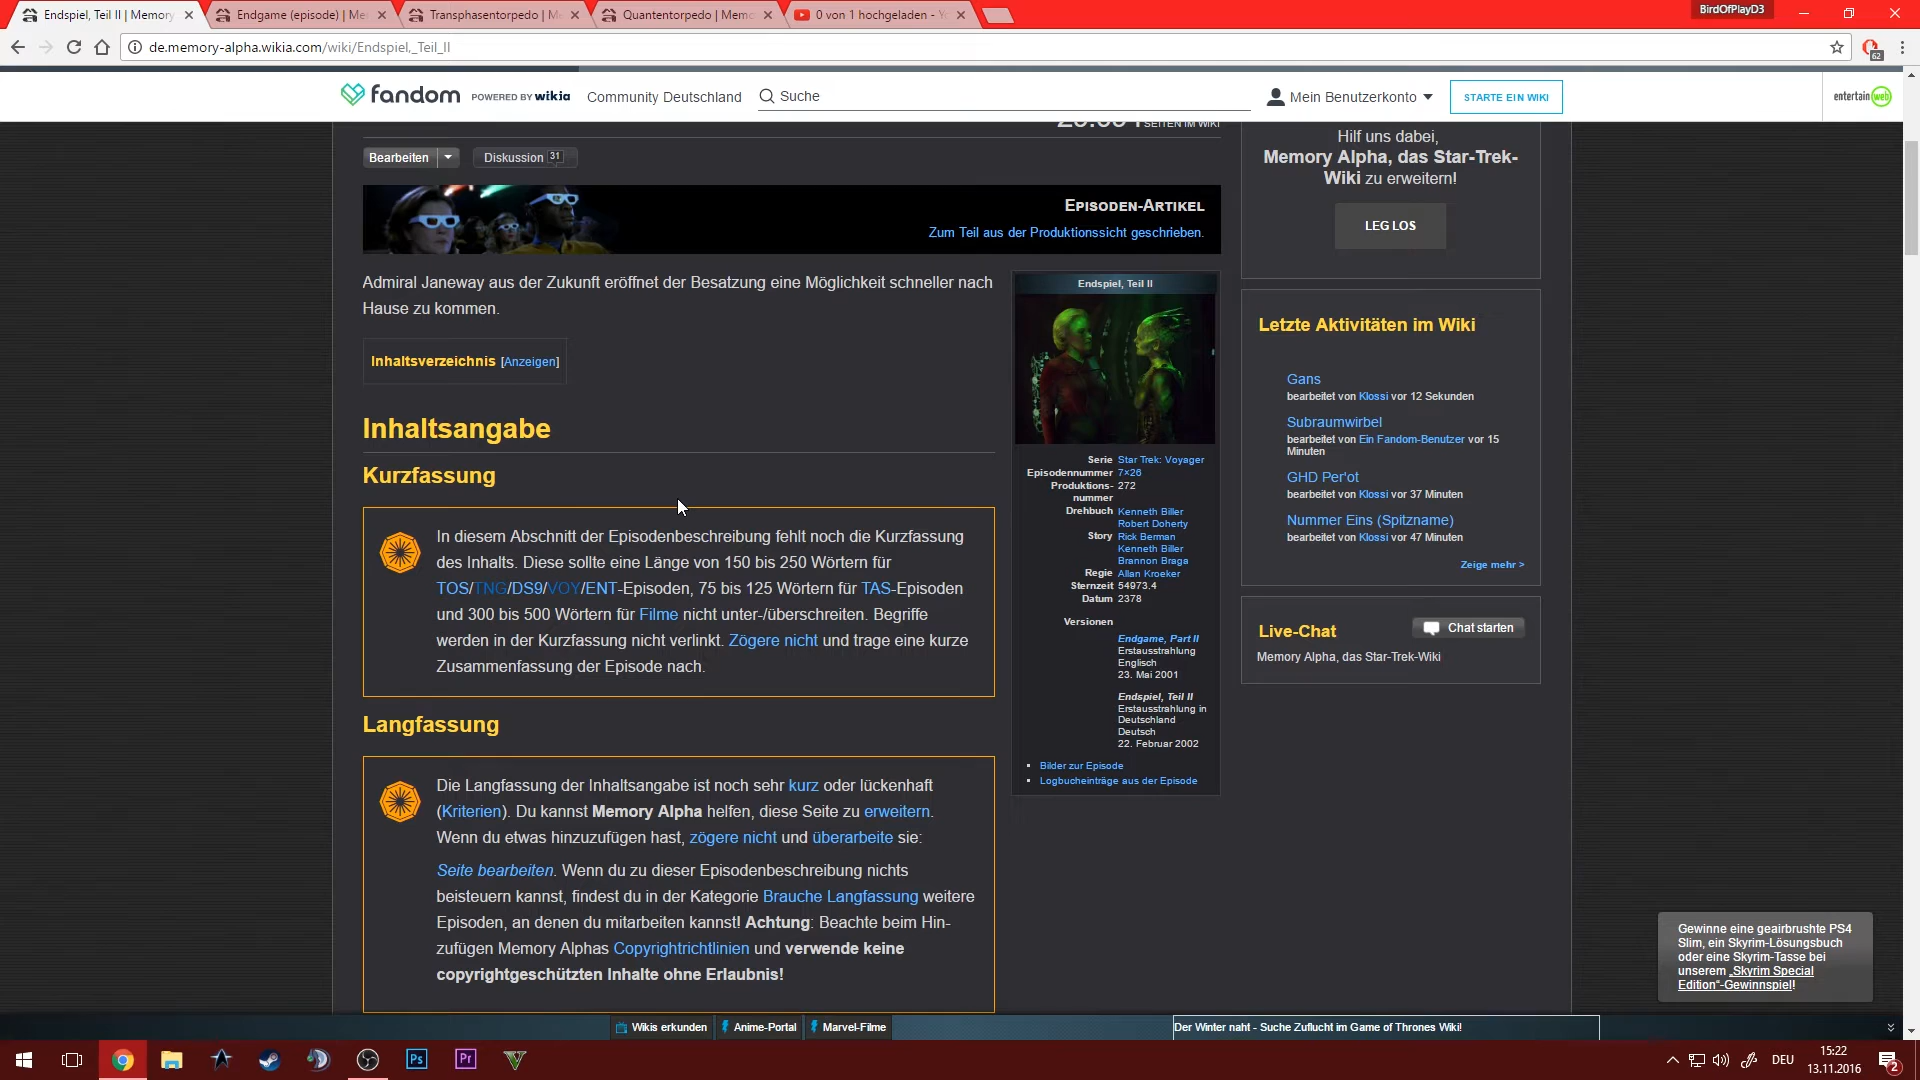 Endspiel, Teil II | Memory
Endgame (episode) | Me
Transphasentorpedo | M
Quantentorpedo | Memo
0 von 1 hochgeladen - Yo
BirdOfPlayD3
de.memory-alpha.wikia.com/wiki/Endspiel,_Teil_II
62
fandom POWERED BY wikia
Community Deutschland
Suche
Mein Benutzerkonto
STARTE EIN WIKI
entertainweb
SEITEN IM WIKI
Bearbeiten
Diskussion 31
EPISODEN-ARTIKEL
Zum Teil aus der Produktionssicht geschrieben.
Admiral Janeway aus der Zukunft eröffnet der Besatzung eine Möglichkeit schneller nach
Hause zu kommen.
Inhaltsverzeichnis [Anzeigen]
Inhaltsangabe
Kurzfassung
In diesem Abschnitt der Episodenbeschreibung fehlt noch die Kurzfassung
des Inhalts. Diese sollte eine Länge von 150 bis 250 Wörtern für
TOS/TNG/DS9/VOY/ENT-Episoden, 75 bis 125 Wörtern für TAS-Episoden
und 300 bis 500 Wörtern für Filme nicht unter-/überschreiten. Begriffe
werden in der Kurzfassung nicht verlinkt. Zögere nicht und trage eine kurze
Zusammenfassung der Episode nach.
Langfassung
Die Langfassung der Inhaltsangabe ist noch sehr kurz oder lückenhaft
(Kriterien). Du kannst Memory Alpha helfen, diese Seite zu erweitern.
Wenn du etwas hinzuzufügen hast, zögere nicht und überarbeite sie:
Seite bearbeiten. Wenn du zu dieser Episodenbeschreibung nichts
beisteuern kannst, findest du in der Kategorie Brauche Langfassung weitere
Episoden, an denen du mitarbeiten kannst! Achtung: Beachte beim Hin-
zufügen Memory Alphas Copyrightrichtlinien und verwende keine
copyrightgeschützten Inhalte ohne Erlaubnis!
Endspiel, Teil II
Serie Star Trek: Voyager
Episodennummer 7×26
Produktions- 272
nummer
Drehbuch Kenneth Biller
Robert Doherty
Story Rick Berman
Kenneth Biller
Brannon Braga
Regie Allan Kroeker
Sternzeit 54973.4
Datum 2378
Versionen
Endgame, Part II
Erstausstrahlung
Englisch
23. Mai 2001
Endspiel, Teil II
Erstausstrahlung in
Deutschland
Deutsch
22. Februar 2002
Bilder zur Episode
Logbucheinträge aus der Episode
Hilf uns dabei,
Memory Alpha, das Star-Trek-
Wiki zu erweitern!
LEG LOS
Letzte Aktivitäten im Wiki
Gans
bearbeitet von Klossi vor 12 Sekunden
Subraumwirbel
bearbeitet von Ein Fandom-Benutzer vor 15
Minuten
GHD Per'ot
bearbeitet von Klossi vor 37 Minuten
Nummer Eins (Spitzname)
bearbeitet von Klossi vor 47 Minuten
Zeige mehr >
Live-Chat
Chat starten
Memory Alpha, das Star-Trek-Wiki
Gewinne eine geairbrushte PS4
Slim, ein Skyrim-Lösungsbuch
oder eine Skyrim-Tasse bei
unserem „Skyrim Special
Edition“-Gewinnspiel!
Wikis erkunden
Anime-Portal
Marvel-Filme
Der Winter naht - Suche Zuflucht im Game of Thrones Wiki!
Ps
Pr
V
DEU
15:22
13.11.2016
2